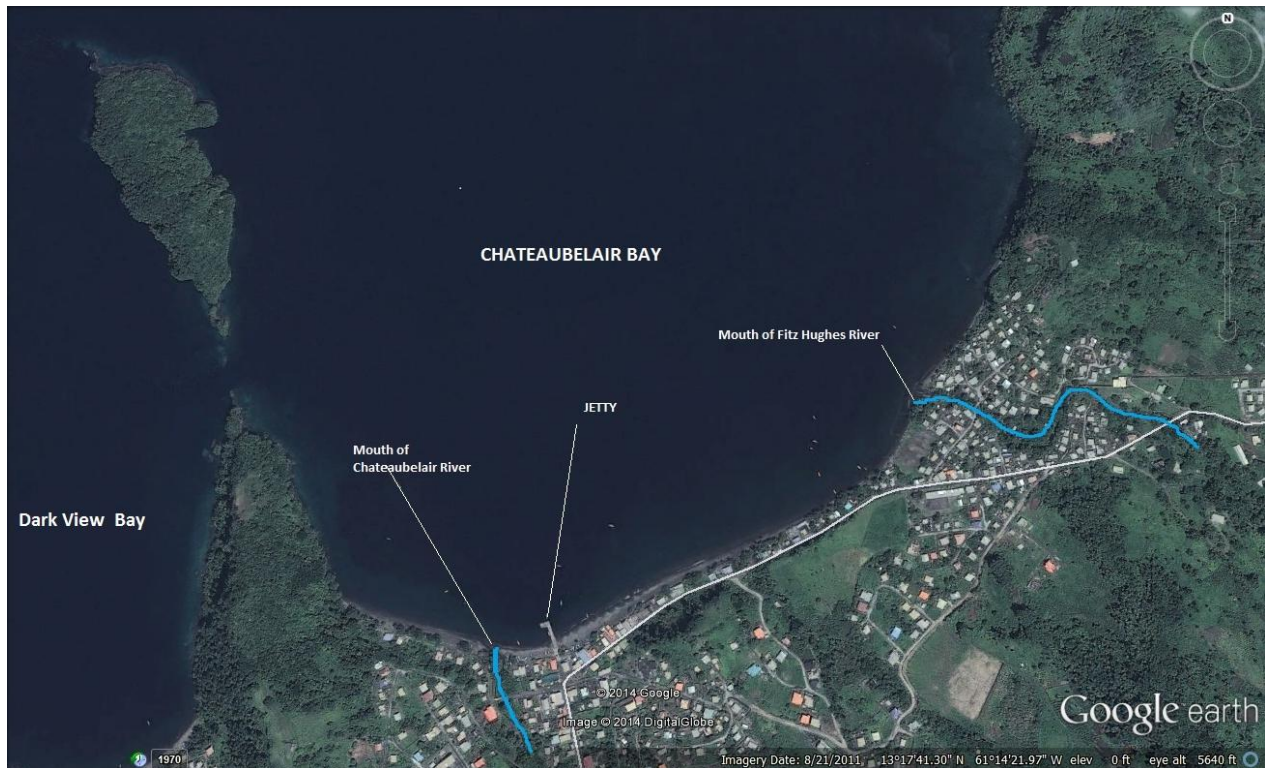 N
CHATEAUBELAIR BAY
Mouth of Fitz Hughes River
JETTY
Mouth of
Chateaubelair River
Dark View  Bay
© 2014 Google
Image © 2014 DigitalGlobe
Google earth
1970
Imagery Date: 8/21/2011   13°17'41.30" N   61°14'21.97" W  elev    0 ft    eye alt   5640 ft